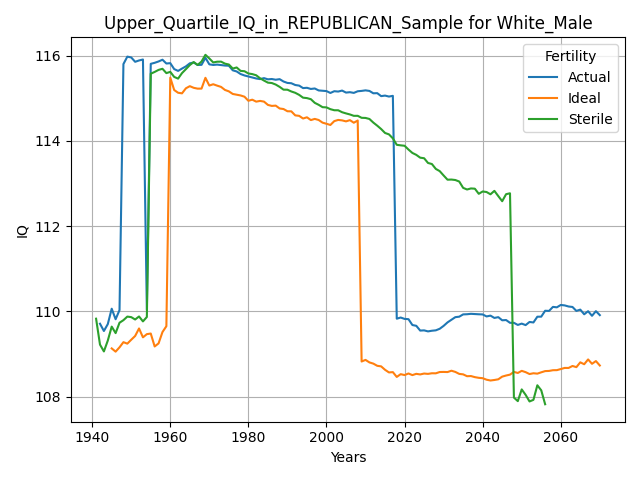 Upper_Quartile_IQ_in_REPUBLICAN_Sample for White_Male
Fertility
Actual
Ideal
Sterile
116
114
112
110
108
IQ
1940
1960
1980
2000
2020
2040
2060
Years